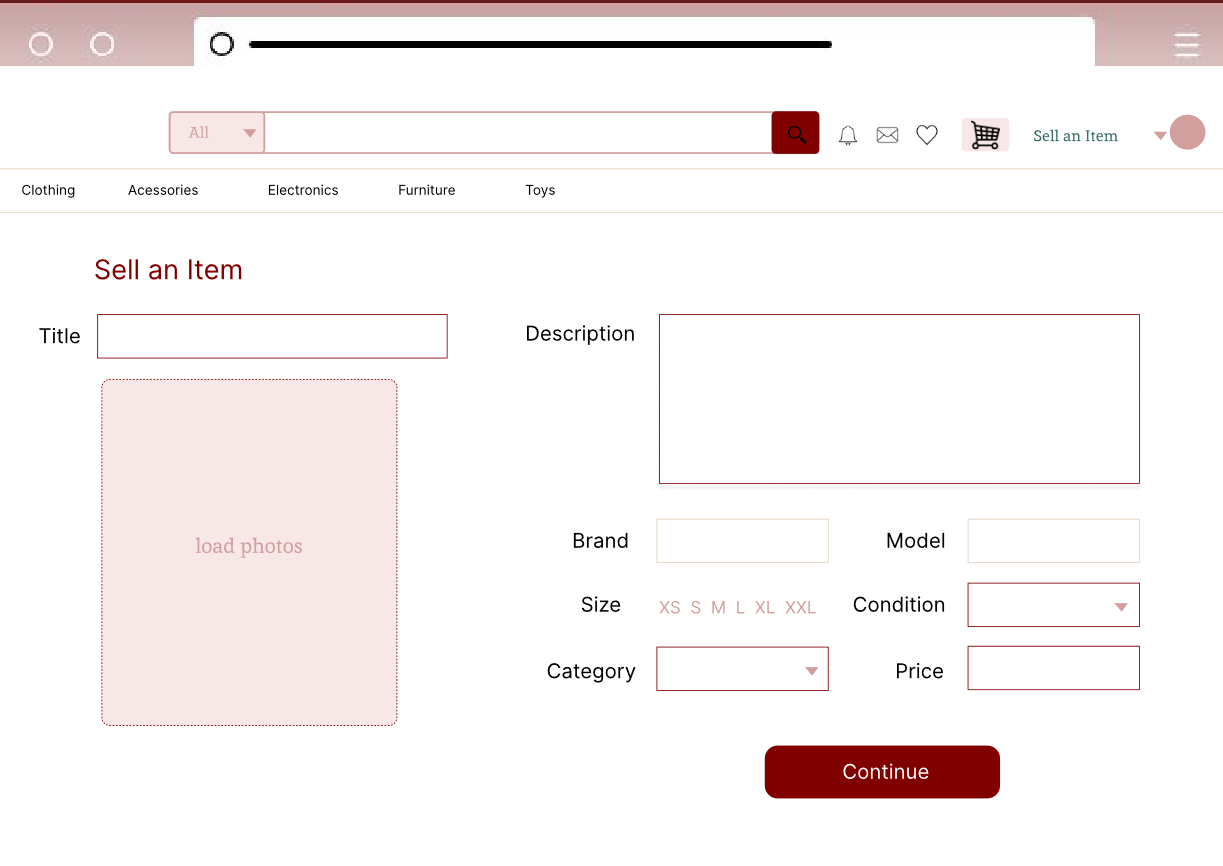 All
Sell an Item
Clothing Acessories Electronics Furniture Toys
Sell an Item
Title
Description
load photos
Brand
Model
Size
XS S M L XL XXL
Condition
Category
Price
Continue